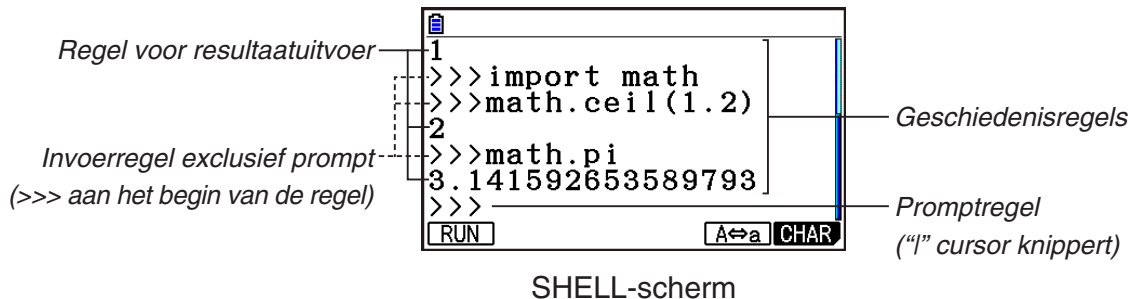 Regel voor resultaatuitvoer
Invoerregel exclusief prompt
(>>> aan het begin van de regel)
1
>>>import math
>>>math.ceil(1.2)
2
>>>math.pi
3.141592653589793
>>>
RUN A⇔a CHAR
Geschiedenisregels
Promptregel
(“|” cursor knippert)
SHELL-scherm